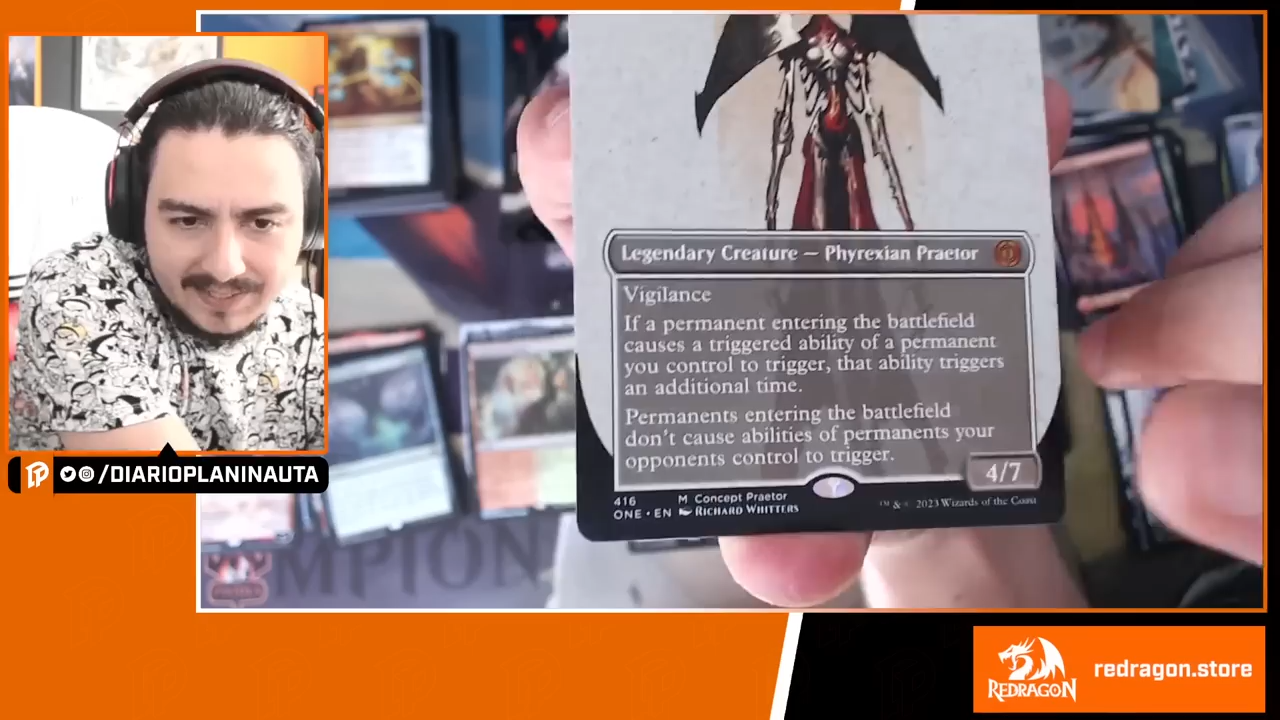 Legendary Creature — Phyrexian Praetor
Vigilance
If a permanent entering the battlefield
causes a triggered ability of a permanent
you control to trigger, that ability triggers
an additional time.
Permanents entering the battlefield
don't cause abilities of permanents your
opponents control to trigger.
4/7
416 M Concept Praetor
ONE • EN RICHARD WHITTERS
™ & © 2023 Wizards of the Coast
/DIARIOPLANINAUTA
MPION
REDRAGON
redragon.store